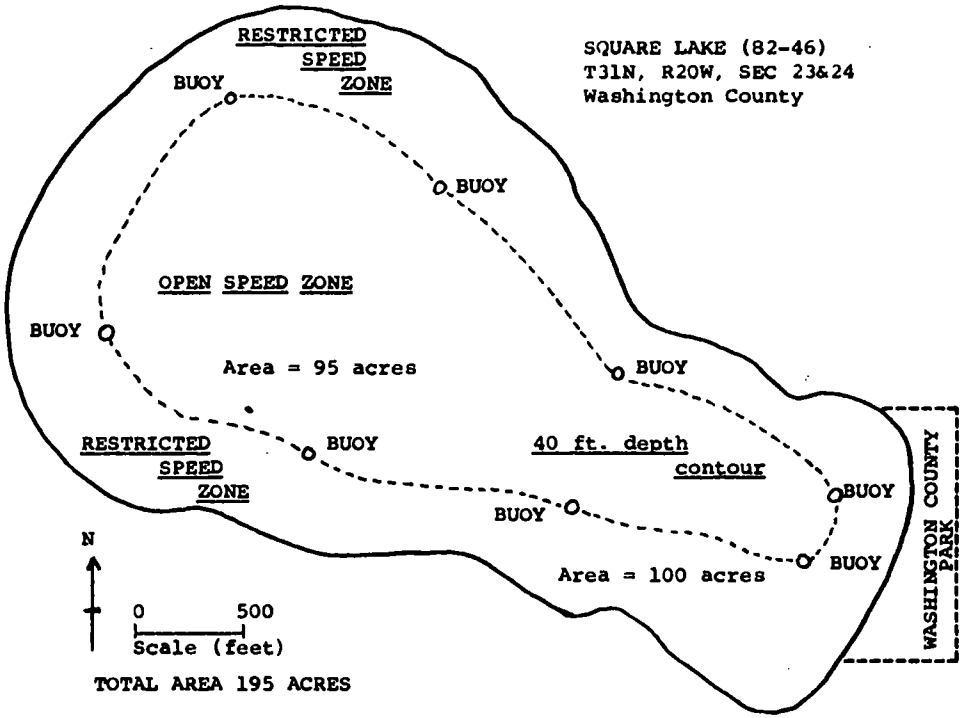 RESTRICTED
SPEED
ZONE
SQUARE LAKE (82-46)
T31N, R20W, SEC 23&24
Washington County
BUOY
BUOY
OPEN SPEED ZONE
BUOY
BUOY
Area = 95 acres
RESTRICTED
SPEED
ZONE
BUOY
40 ft. depth
contour
BUOY
BUOY
BUOY
Area = 100 acres
WASHINGTON COUNTY
PARK
N
0 500
Scale (feet)
TOTAL AREA 195 ACRES